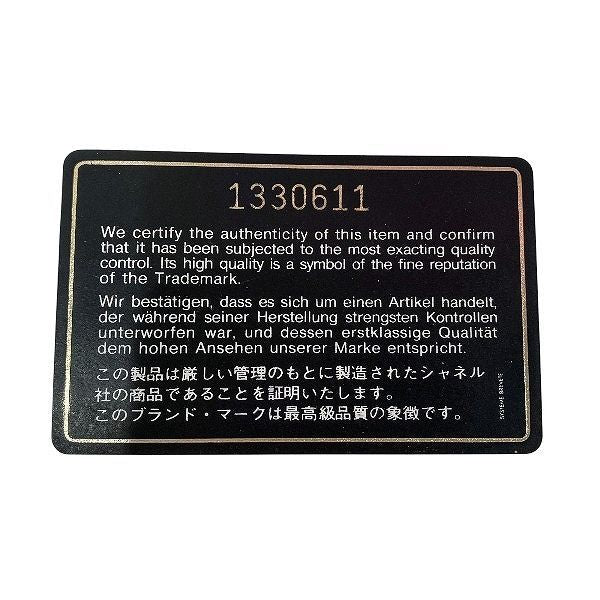 1330611
We certify the authenticity of this item and confirm
that it has been subjected to the most exacting quality
control. Its high quality is a symbol of the fine reputation
of the Trademark.
Wir bestätigen, dass es sich um einen Artikel handelt,
der während seiner Herstellung strengsten Kontrollen
unterworfen war, und dessen erstklassige Qualität
dem hohen Ansehen unserer Marke entspricht.
この製品は厳しい管理のもとに製造されたシャネル
社の商品であることを証明いたします。
このブランド・マークは最高級品質の象徴です。